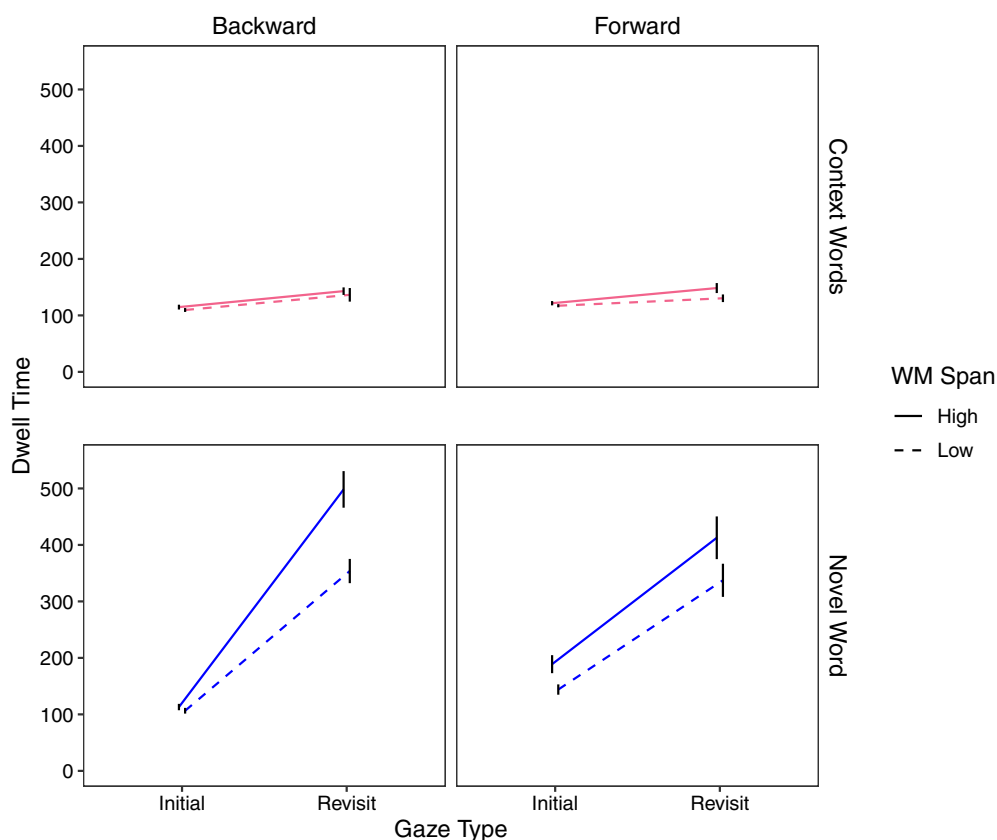 Backward
Forward
500
400
300
200
100
0
Context Words
Dwell Time
500
400
300
200
100
0
Novel Word
Initial
Revisit
Initial
Revisit
Gaze Type
WM Span
High
Low